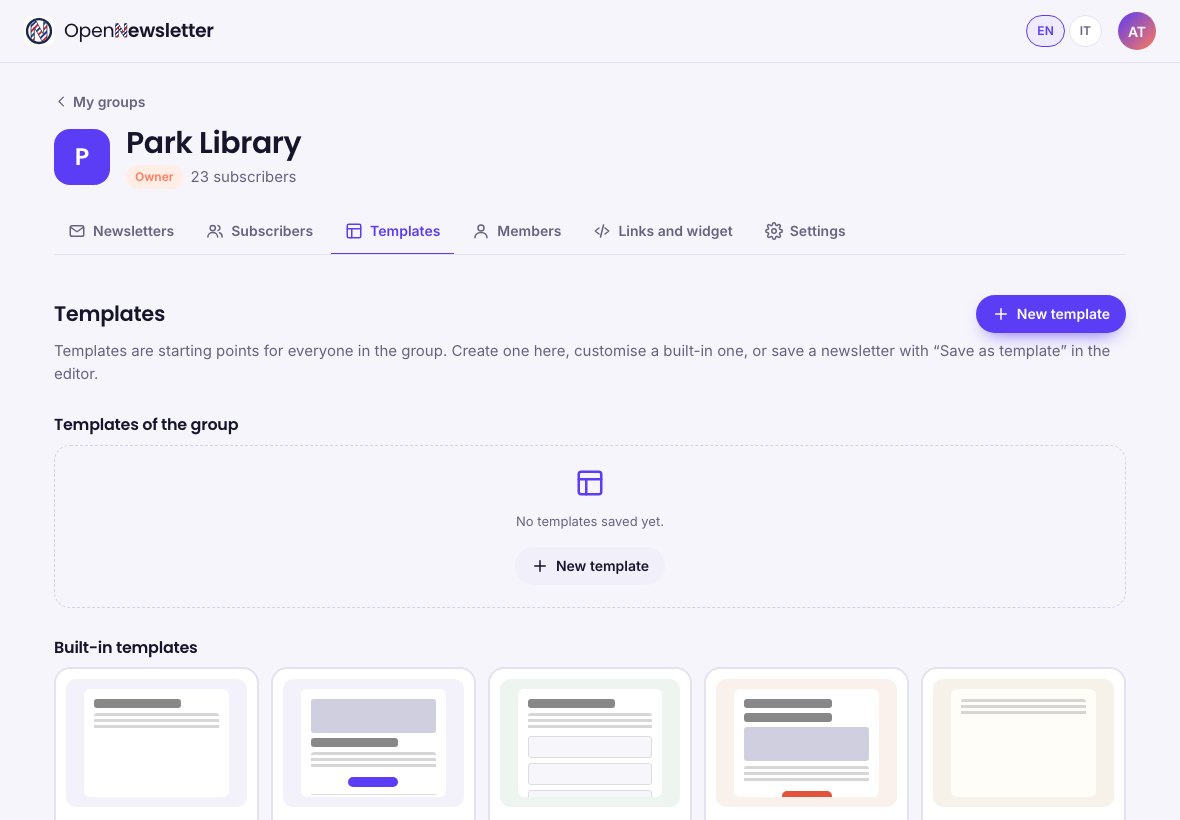 OpenNewsletter
EN
IT
AT
My groups
P
Park Library
Owner
23 subscribers
Newsletters
Subscribers
Templates
Members
Links and widget
Settings
Templates
New template
Templates are starting points for everyone in the group. Create one here, customise a built-in one, or save a newsletter with “Save as template” in the
editor.
Templates of the group
No templates saved yet.
New template
Built-in templates